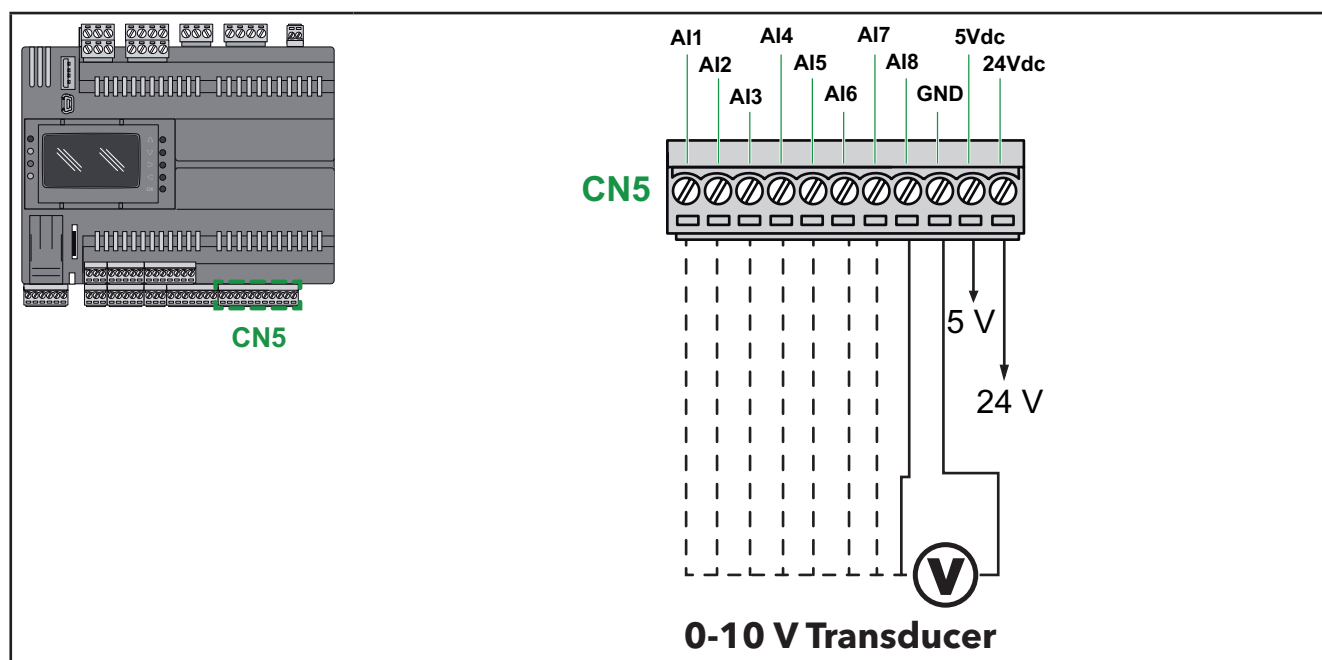 AI1 AI4 AI7 5Vdc
AI2 AI5 AI8 24Vdc
AI3 AI6 GND
CN5
CN5
5 V
24 V
V
0-10 V Transducer